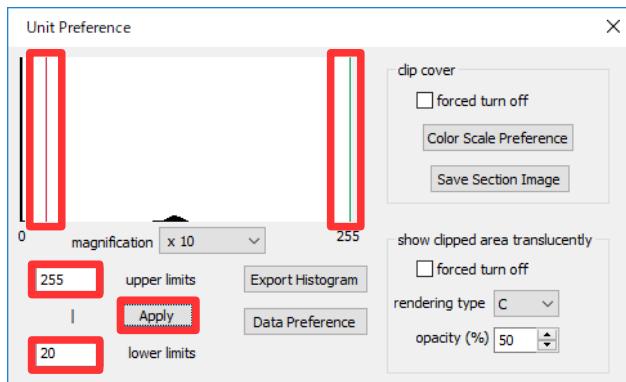 Unit Preference
clip cover
forced turn off
Color Scale Preference
Save Section Image
0
255
magnification
x 10
255
upper limits
Export Histogram
Apply
Data Preference
20
lower limits
show clipped area translucently
forced turn off
rendering type
C
opacity (%)
50